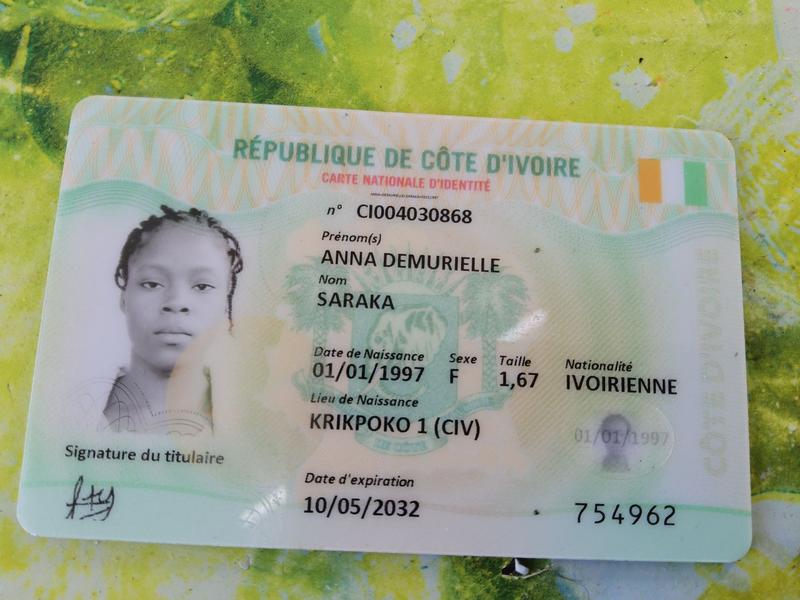 RÉPUBLIQUE DE CÔTE D'IVOIRE
CARTE NATIONALE D'IDENTITÉ
n° CI004030868
Prénom(s)
ANNA DEMURIELLE
Nom
SARAKA
Date de Naissance Sexe Taille Nationalité
01/01/1997 F 1,67 IVOIRIENNE
Lieu de Naissance
KRIKPOKO 1 (CIV)
01/01/1997
CÔTE D'IVOIRE
Signature du titulaire
Date d'expiration
10/05/2032
754962